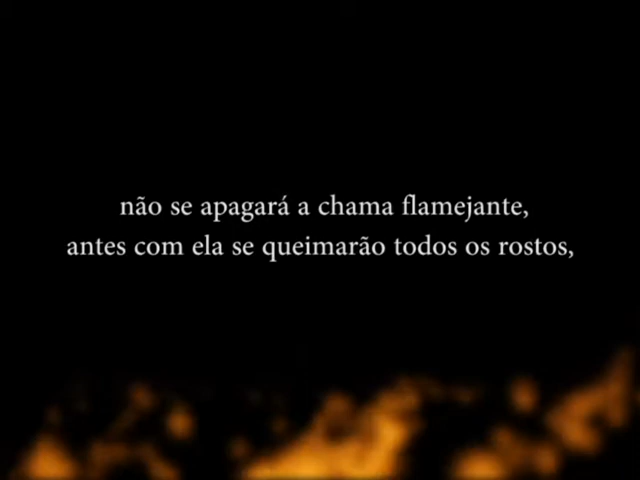 não se apagará a chama flamejante,
antes com ela se queimarão todos os rostos,